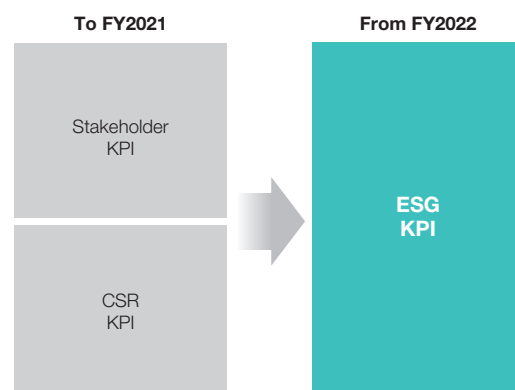 To FY2021
From FY2022
Stakeholder
KPI
ESG
KPI
CSR
KPI